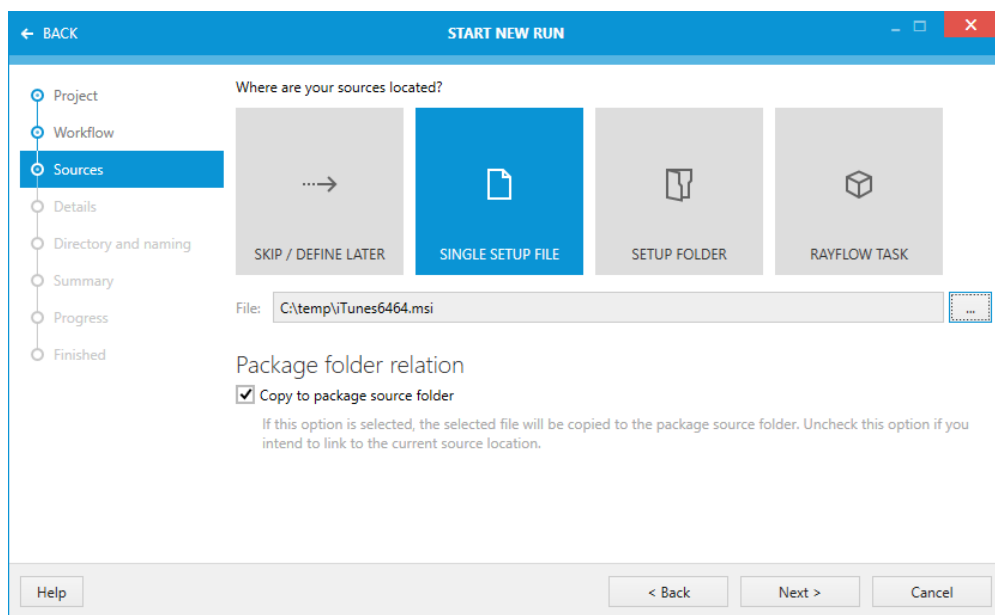 BACK
START NEW RUN
Project
Workflow
Sources
Details
Directory and naming
Summary
Progress
Finished
Where are your sources located?
SKIP / DEFINE LATER
SINGLE SETUP FILE
SETUP FOLDER
RAYFLOW TASK
File:
C:\temp\iTunes6464.msi
...
Package folder relation
Copy to package source folder
If this option is selected, the selected file will be copied to the package source folder. Uncheck this option if you
intend to link to the current source location.
Help
< Back
Next >
Cancel